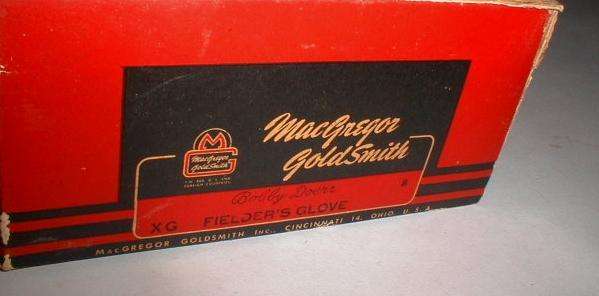 MacGregor
GoldSmith
MacGregor
GoldSmith
Bobby Doerr
XG FIELDER'S GLOVE
MACGREGOR GOLDSMITH INC., CINCINNATI 14, OHIO U.S.A.